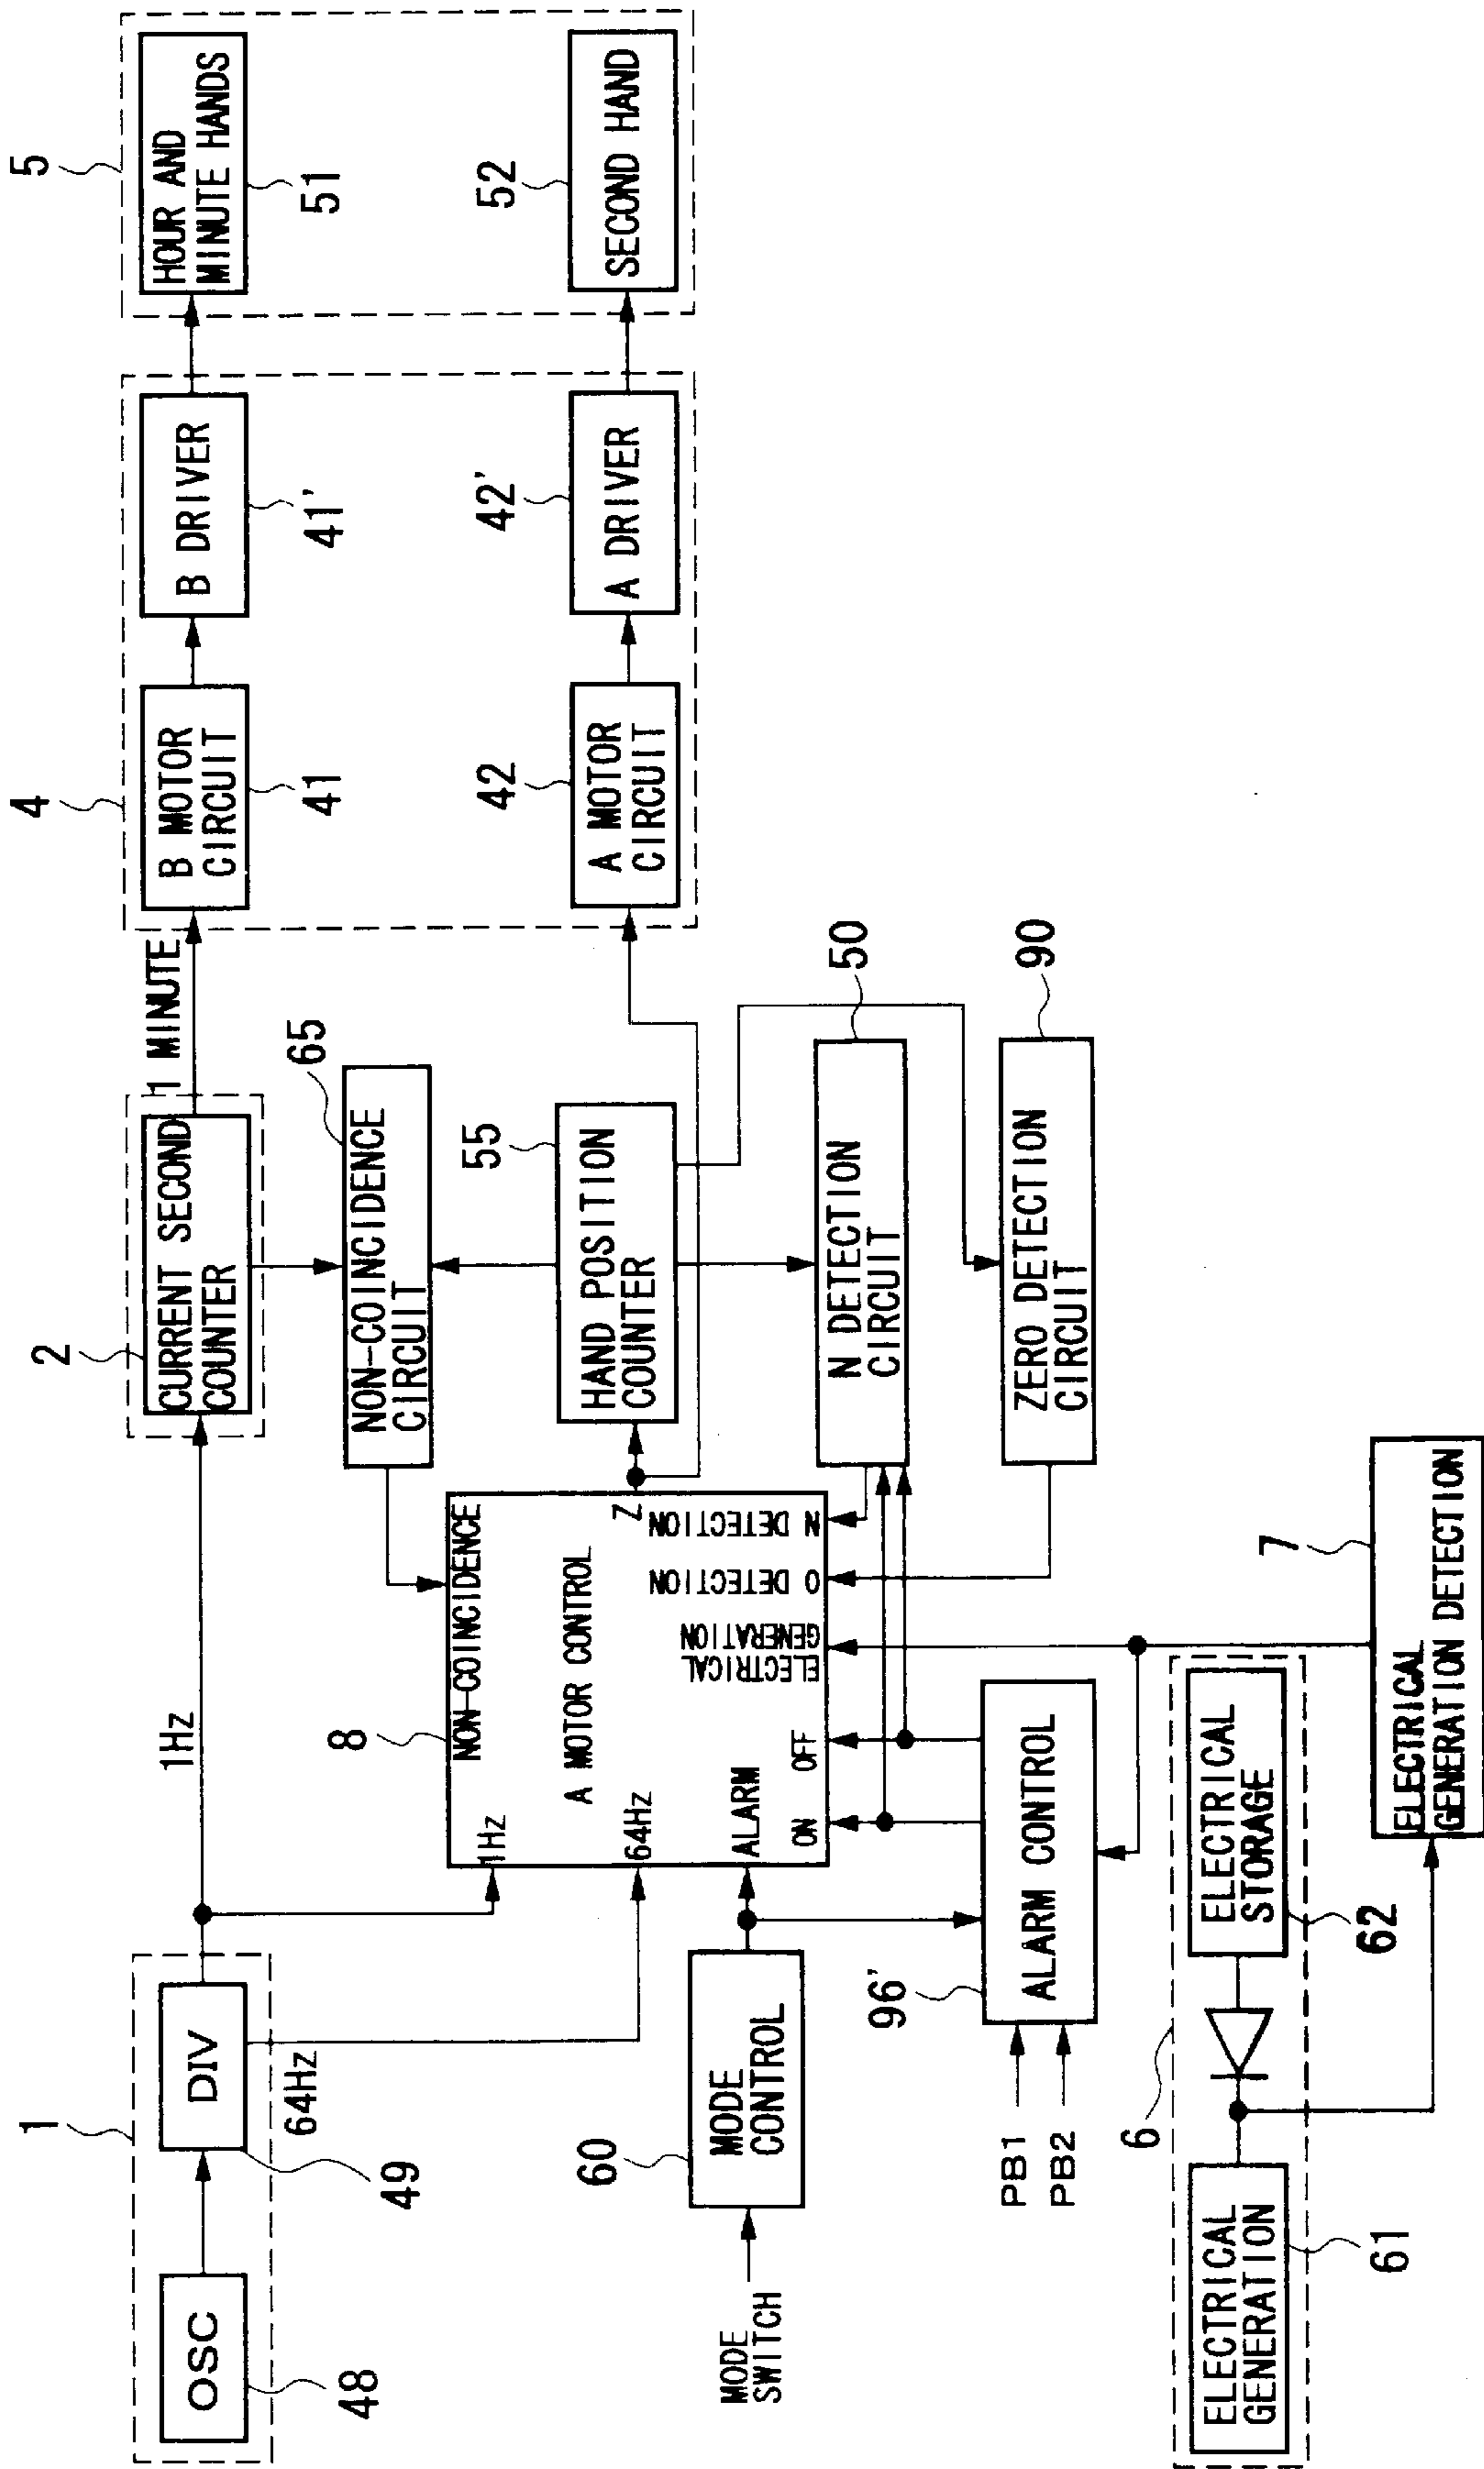 1
OSC
48
DIV
49
1Hz
64Hz
2
CURRENT SECOND
COUNTER
1 MINUTE
4
B MOTOR
CIRCUIT
41
B DRIVER
41'
5
HOUR AND
MINUTE HANDS
51
NON-COINCIDENCE
CIRCUIT
65
HAND POSITION
COUNTER
55
42
A MOTOR
CIRCUIT
42'
A DRIVER
52
SECOND HAND
8
NON-COINCIDENCE
A MOTOR CONTROL
1Hz
64Hz
ALARM
ON
OFF
ELECTRICAL
GENERATION
0 DETECTION
N DETECTION
Z
N DETECTION
CIRCUIT
50
ZERO DETECTION
CIRCUIT
90
MODE
SWITCH
60
MODE
CONTROL
PB1
PB2
96'
ALARM CONTROL
6
ELECTRICAL
GENERATION
61
ELECTRICAL
STORAGE
62
7
ELECTRICAL
GENERATION DETECTION